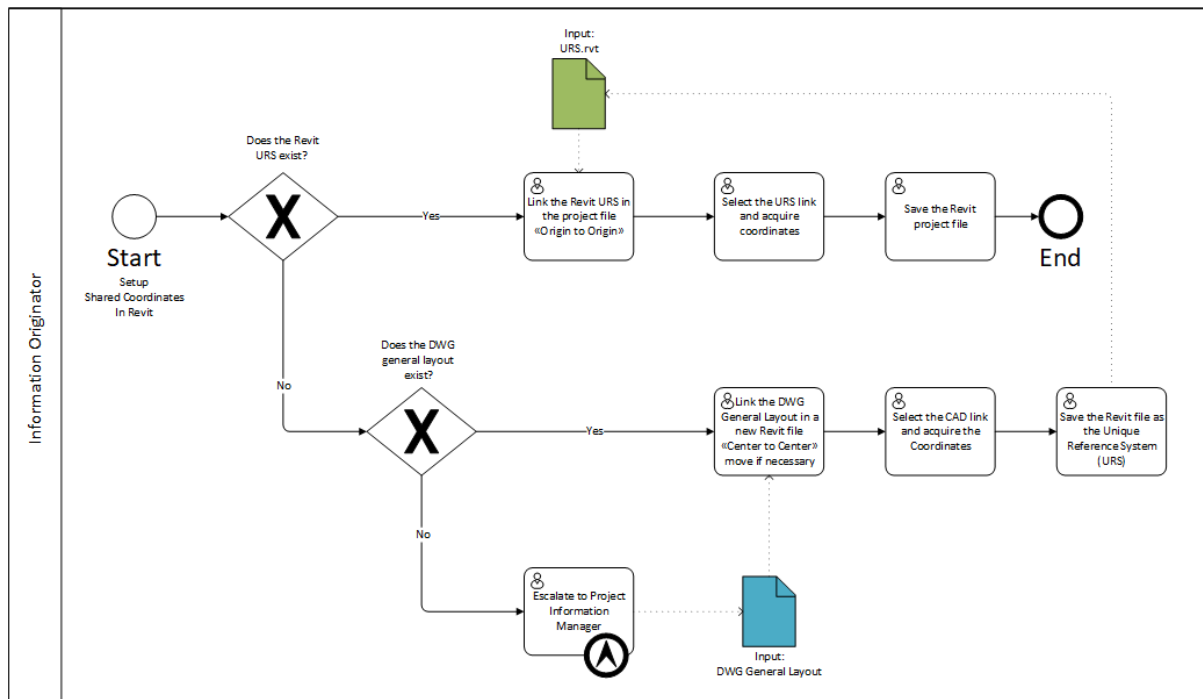 Information Originator
Input:
URS.rvt
Does the Revit
URS exist?
X
Start
Setup
Shared Coordinates
In Revit
Yes
Link the Revit URS in
the project file
«Origin to Origin»
Select the URS link
and acquire
coordinates
Save the Revit
project file
End
No
Does the DWG
general layout
exist?
X
Yes
Link the DWG
General Layout in a
new Revit file
«Center to Center»
move if necessary
Select the CAD link
and acquire the
Coordinates
Save the Revit file as
the Unique
Reference System
(URS)
No
Escalate to Project
Information
Manager
Input:
DWG General Layout